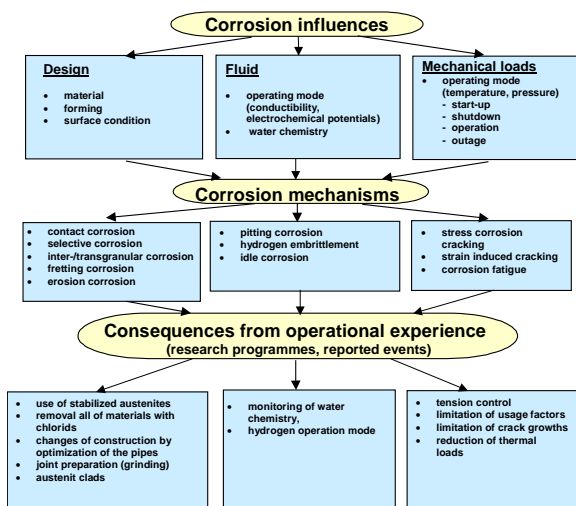 Corrosion influences
Design
• material
• forming
• surface condition
Fluid
• operating mode
(conductibility,
electrochemical potentials)
• water chemistry
Mechanical loads
• operating mode
(temperature, pressure)
- start-up
- shutdown
- operation
- outage
Corrosion mechanisms
• contact corrosion
• selective corrosion
• inter-/transgranular corrosion
• fretting corrosion
• erosion corrosion
• pitting corrosion
• hydrogen embrittlement
• idle corrosion
• stress corrosion
cracking
• strain induced cracking
• corrosion fatigue
Consequences from operational experience
(research programmes, reported events)
• use of stabilized austenites
• removal all of materials with
chlorids
• changes of construction by
optimization of the pipes
• joint preparation (grinding)
• austenit clads
• monitoring of water
chemistry,
• hydrogen operation mode
• tension control
• limitation of usage factors
• limitation of crack growths
• reduction of thermal
loads